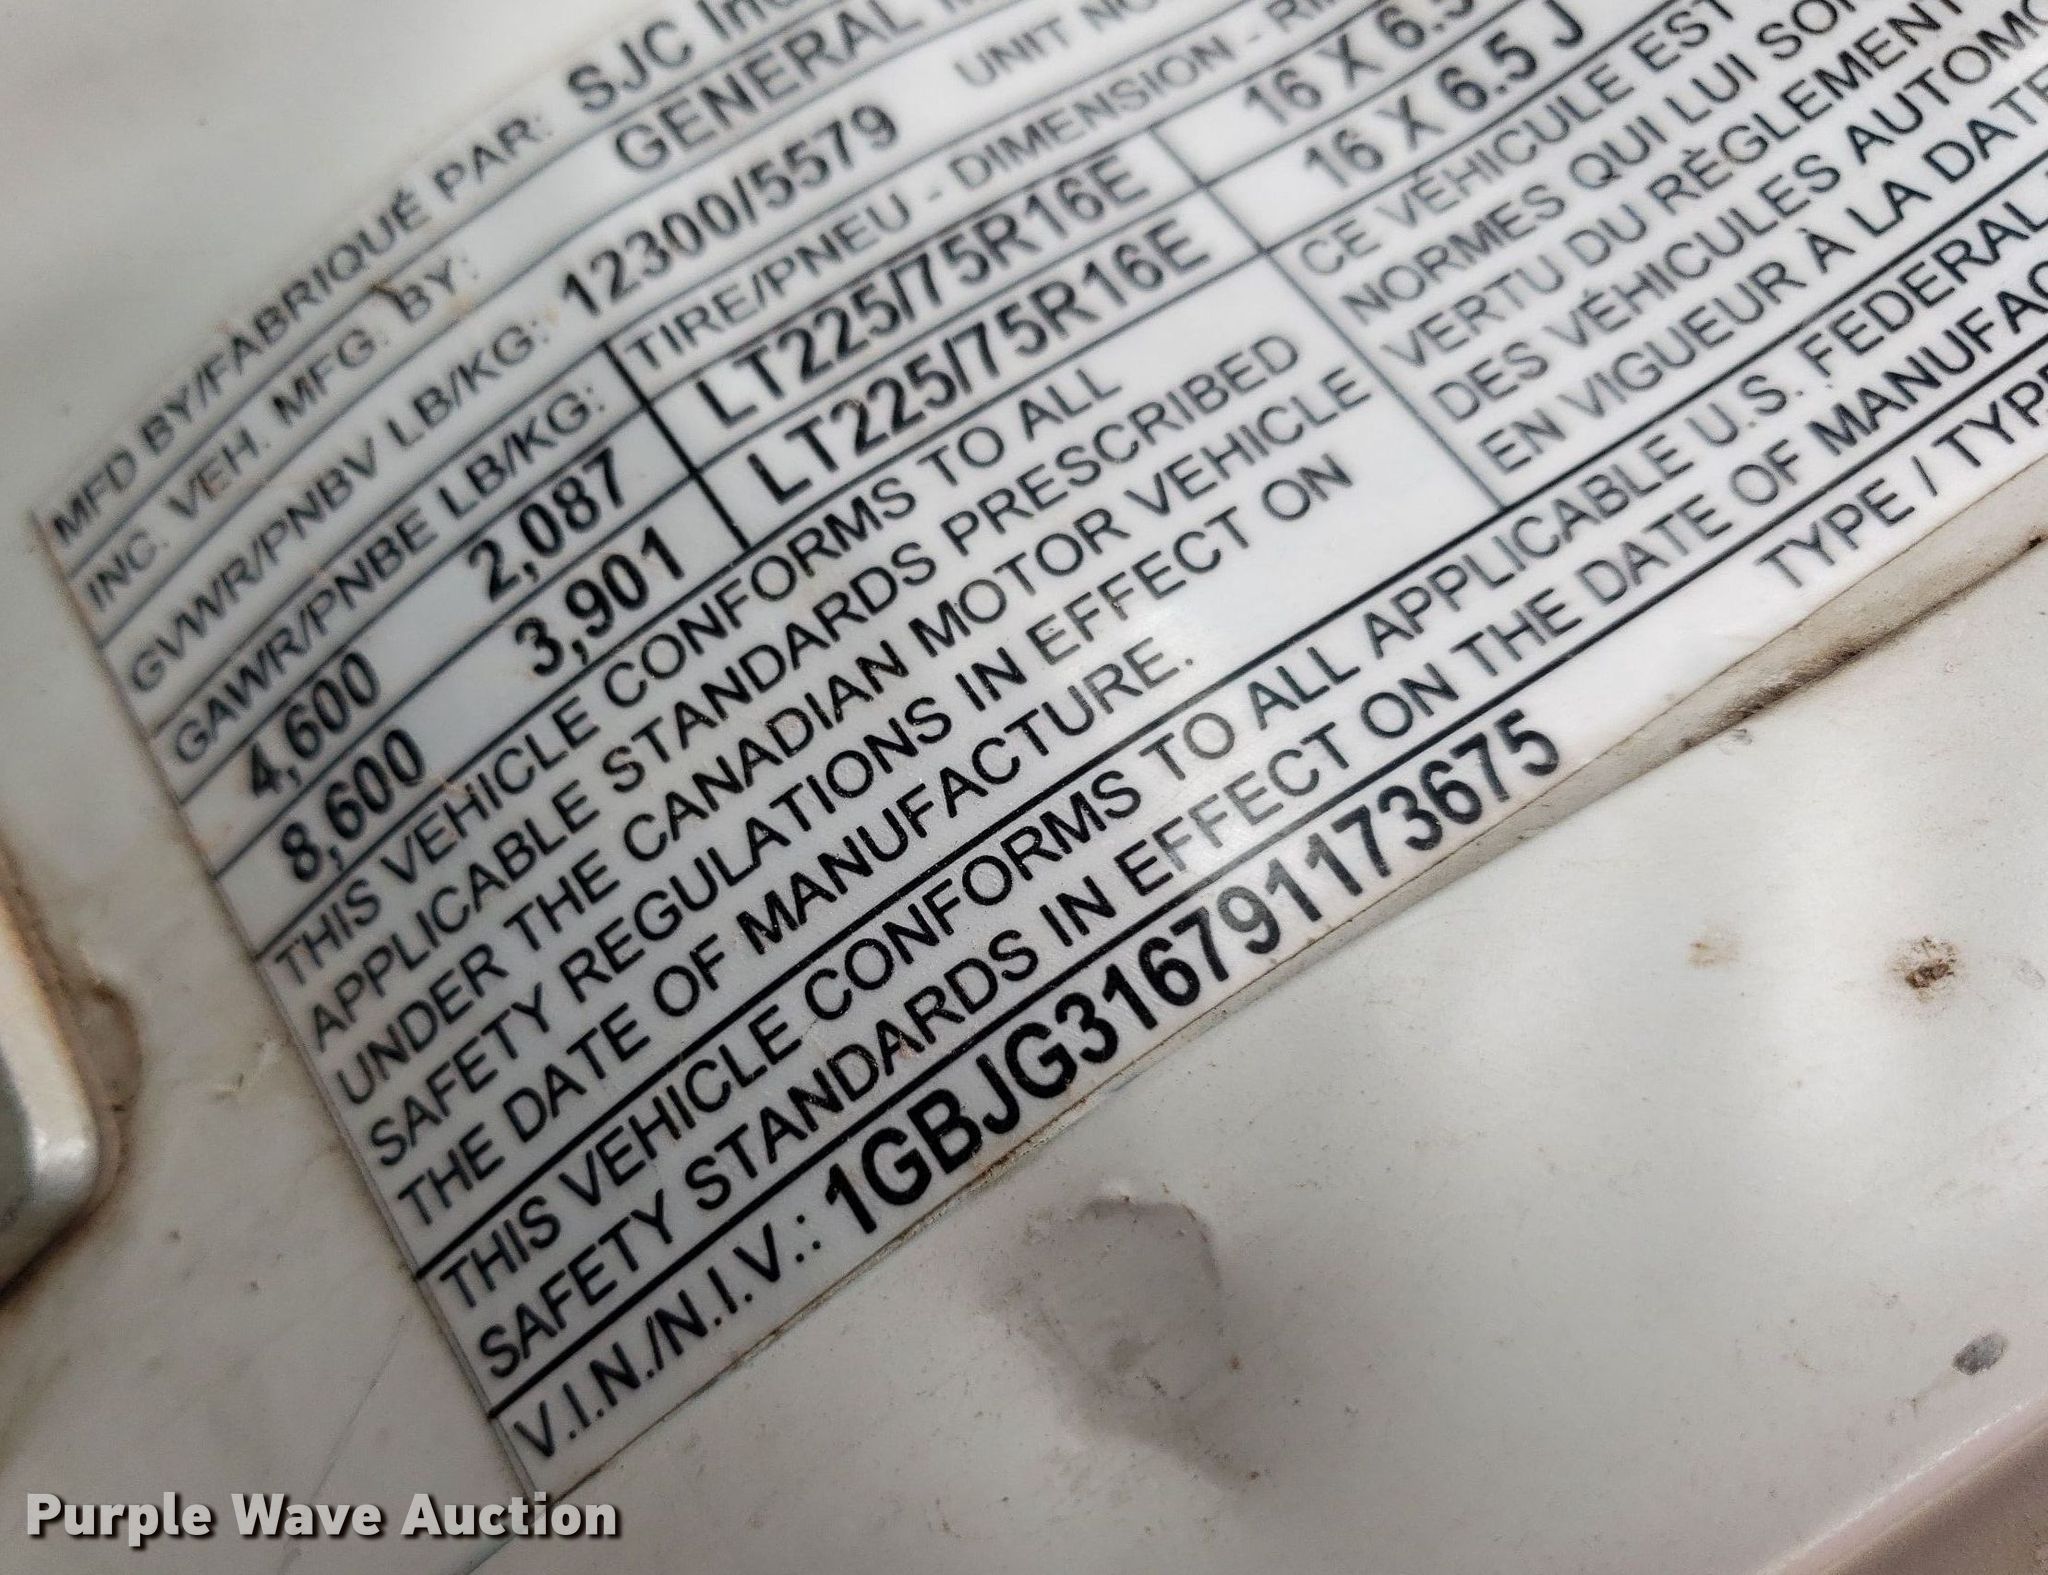 MFD BY/FABRIQUÉ PAR: SJC
INC. VEH. MFG. BY: GENERAL
GVWR/PNBV LB/KG: 12300/5579 UNIT
GAWR/PNBE LB/KG: TIRE/PNEU - DIMENSION -
4,600 2,087 LT225/75R16E 16 X 6.5
8,600 3,901 LT225/75R16E 16 X 6.5 J
THIS VEHICLE CONFORMS TO ALL
APPLICABLE STANDARDS PRESCRIBED
UNDER THE CANADIAN MOTOR VEHICLE
SAFETY REGULATIONS IN EFFECT ON
THE DATE OF MANUFACTURE.
CE VÉHICULE EST
NORMES QUI LUI
VERTU DU
DES VÉHICULES
EN VIGUEUR À LA DATE
THIS VEHICLE CONFORMS TO ALL APPLICABLE U.S. FEDERAL
SAFETY STANDARDS IN EFFECT ON THE DATE OF
V.I.N./N.I.V.: 1GBJG316791173675 TYPE /
Purple Wave Auction